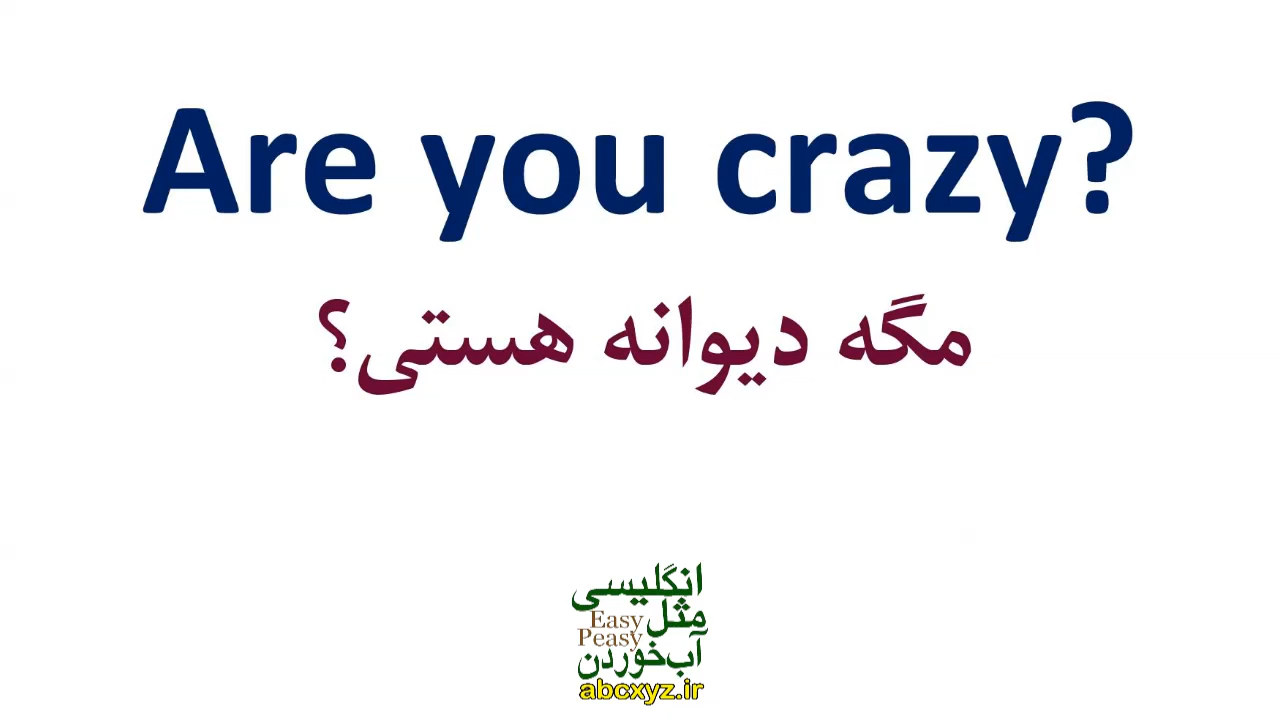 Are you crazy?
مگه دیوانه هستی؟
انگلیسی
مثل
Easy
Peasy
آب‌خوردن
abcxyz.ir